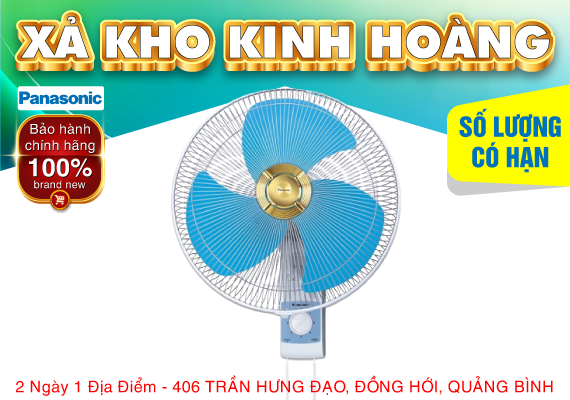 XẢ KHO KINH HOÀNG
Panasonic
Bảo hành
chính hãng
100%
brand new
SỐ LƯỢNG
CÓ HẠN
Panasonic
2 Ngày 1 Địa Điểm - 406 TRẦN HƯNG ĐẠO, ĐỒNG HỚI, QUẢNG BÌNH